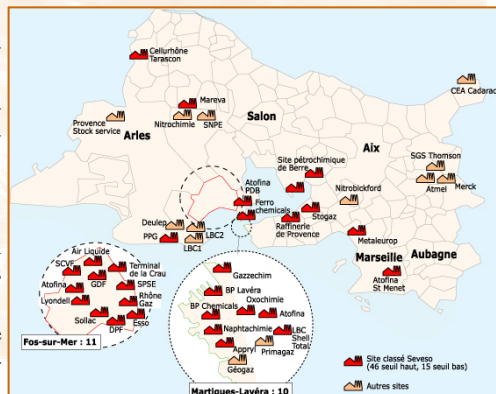 Cellurhône
Tarascon
Mareva
Salon
CEA Cadarac
Provence
Stock service
Nitrochimie
SNPE
Arles
Aix
SGS Thomson
Site pétrochimique
de Berre
Atofina
PDB
Nitrobickford
Atmel
Merck
Ferro
chemicals
Stogaz
Deulep
LBC2
Raffinerie
de Provence
PPG
LBC1
Metaleurop
Marseille
Aubagne
Atofina
St Menet
Air Liquide
SCVF
Terminal
de la Crau
GDF
SPSE
Atofina
Rhône
Gaz
Lyondell
Sollac
DPF
Esso
Fos-sur-Mer : 11
Gazzechim
BP Lavéra
Oxochimie
BP Chemicals
Atofina
Naphtachimie
LBC
Shell
Total
Appryl
Primagaz
Géogaz
Martigues-Lavéra : 10
Site classé Seveso
(46 seuil haut, 15 seuil bas)
Autres sites